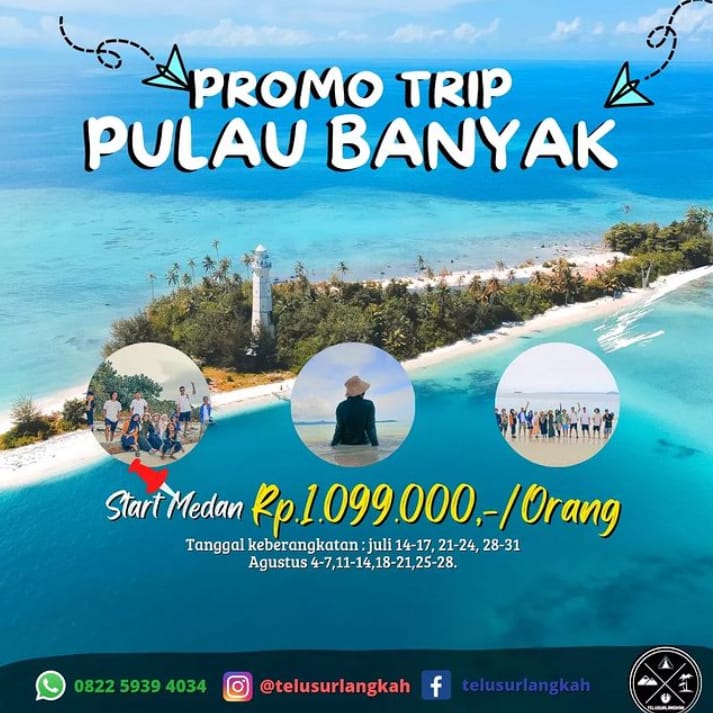 PROMO TRIP
PULAU BANYAK
Start Medan Rp.1.099.000,-/Orang
Tanggal keberangkatan : juli 14-17, 21-24, 28-31
Agustus 4-7,11-14,18-21,25-28.
0822 5939 4034 @telusurlangkah telusurlangkah
TELUSURLANGKAH